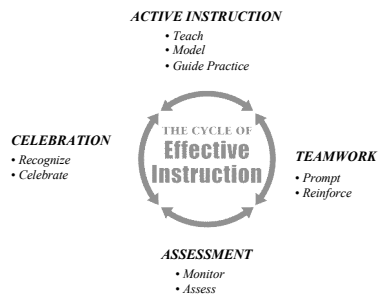 ACTIVE INSTRUCTION
• Teach
• Model
• Guide Practice
CELEBRATION
• Recognize
• Celebrate
THE CYCLE OF
Effective
Instruction
TEAMWORK
• Prompt
• Reinforce
ASSESSMENT
• Monitor
• Assess